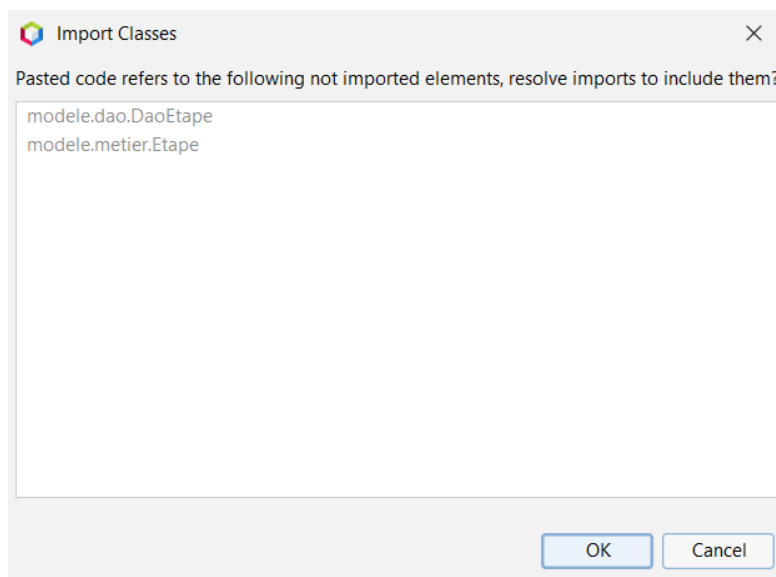 Import Classes
Pasted code refers to the following not imported elements, resolve imports to include them?
modele.dao.DaoEtape
modele.metier.Etape
OK Cancel